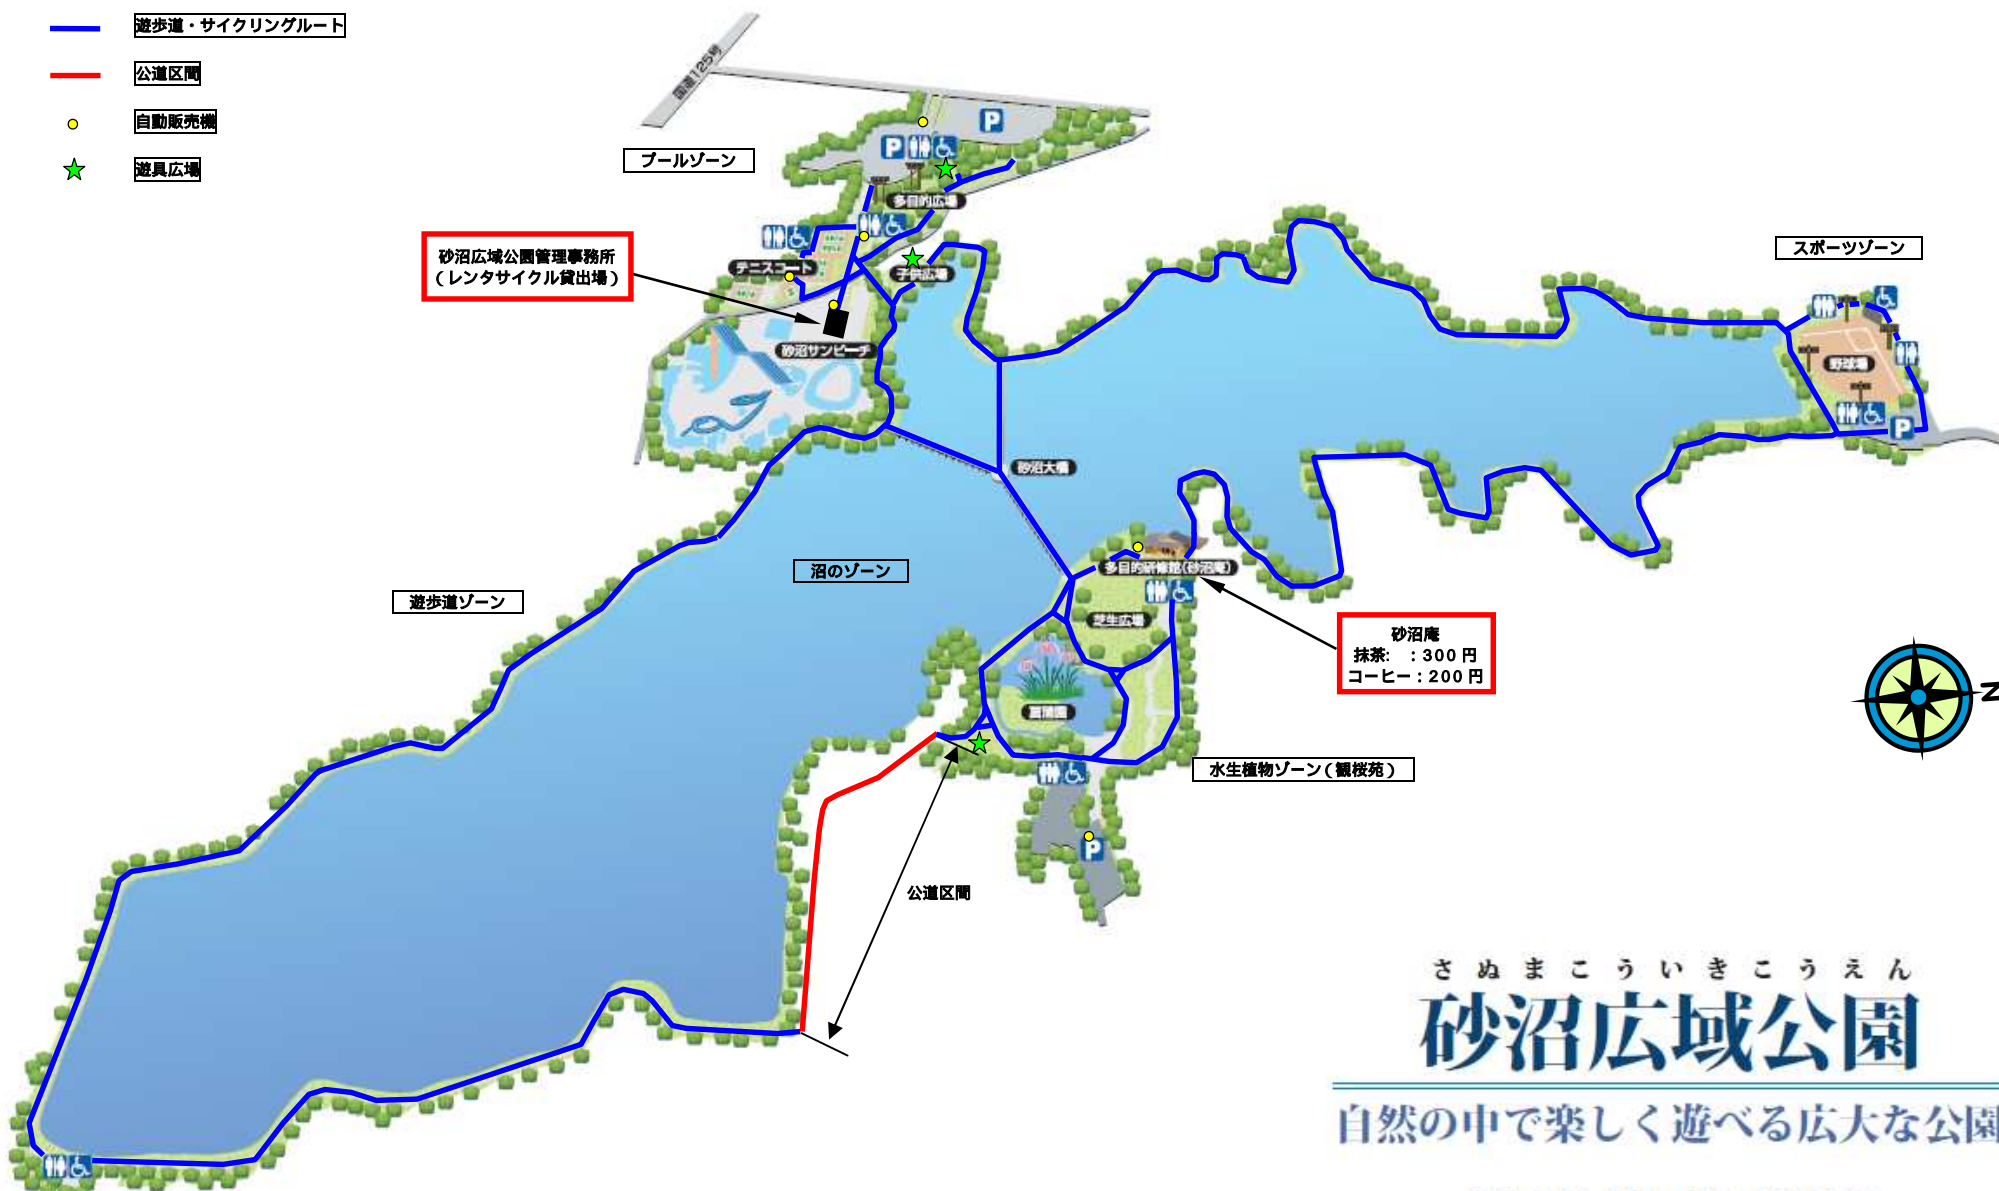 遊歩道・サイクリングルート
公道区間
自動販売機
遊具広場
国道125号
P
プールゾーン
P
多目的広場
砂沼広域公園管理事務所
(レンタサイクル貸出場)
テニスコート
子供広場
スポーツゾーン
砂沼サンビーチ
野球場
P
砂沼大橋
沼のゾーン
遊歩道ゾーン
多目的研修館(砂沼庵)
芝生広場
砂沼庵
抹茶: :300円
コーヒー:200円
N
菖蒲園
水生植物ゾーン(観桜苑)
P
公道区間
さぬまこういきこうえん
砂沼広域公園
自然の中で楽しく遊べる広大な公園